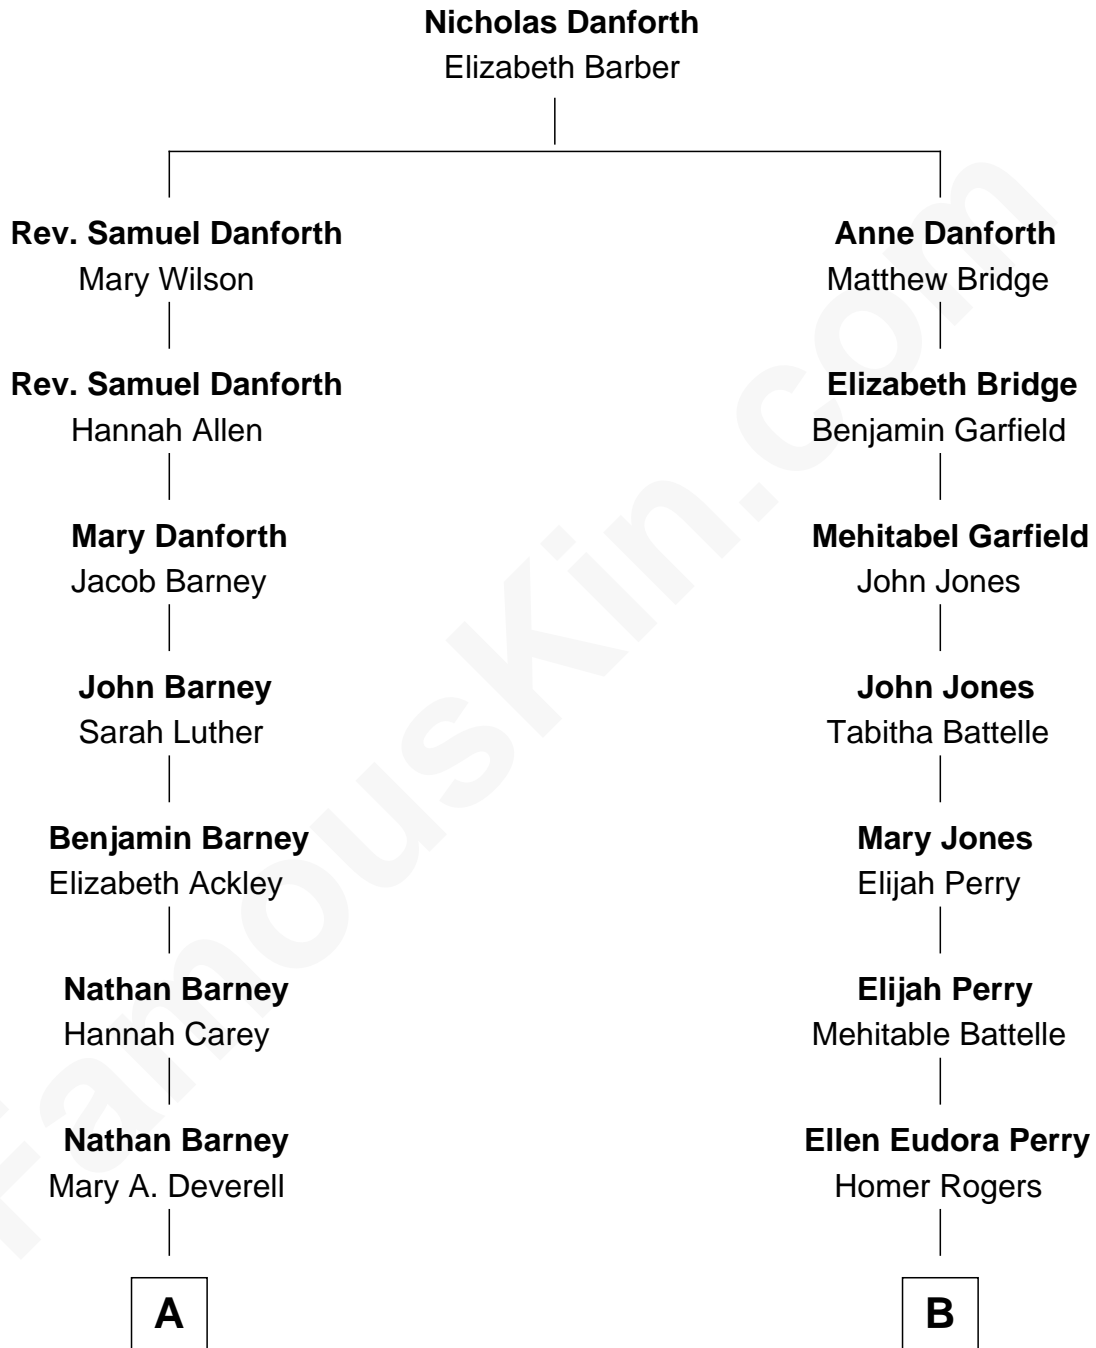 Nicholas Danforth
Elizabeth Barber
Rev. Samuel Danforth
Mary Wilson
Anne Danforth
Matthew Bridge
Rev. Samuel Danforth
Hannah Allen
Elizabeth Bridge
Benjamin Garfield
Mary Danforth
Jacob Barney
Mehitabel Garfield
John Jones
John Barney
Sarah Luther
John Jones
Tabitha Battelle
Benjamin Barney
Elizabeth Ackley
Mary Jones
Elijah Perry
Nathan Barney
Hannah Carey
Elijah Perry
Mehitable Battelle
Nathan Barney
Mary A. Deverell
Ellen Eudora Perry
Homer Rogers
A
B
FamousKin.com